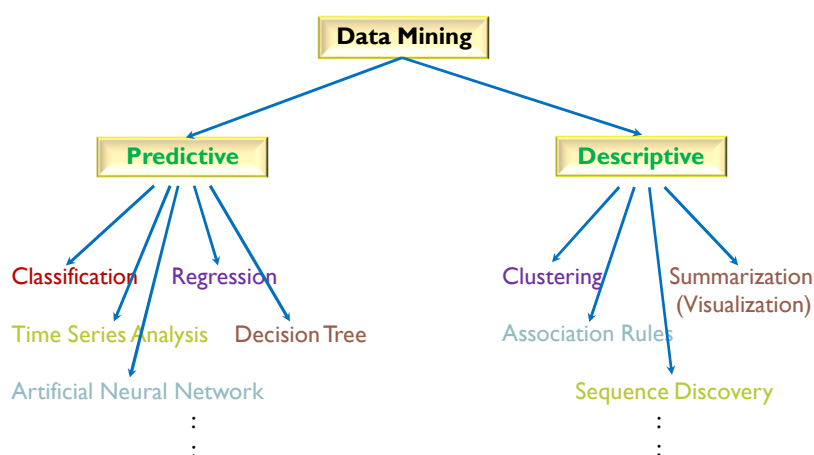 Data Mining
Predictive
Descriptive
Classification
Regression
Clustering
Summarization
(Visualization)
Time Series Analysis
Decision Tree
Association Rules
Artificial Neural Network
Sequence Discovery
:
:
:
: